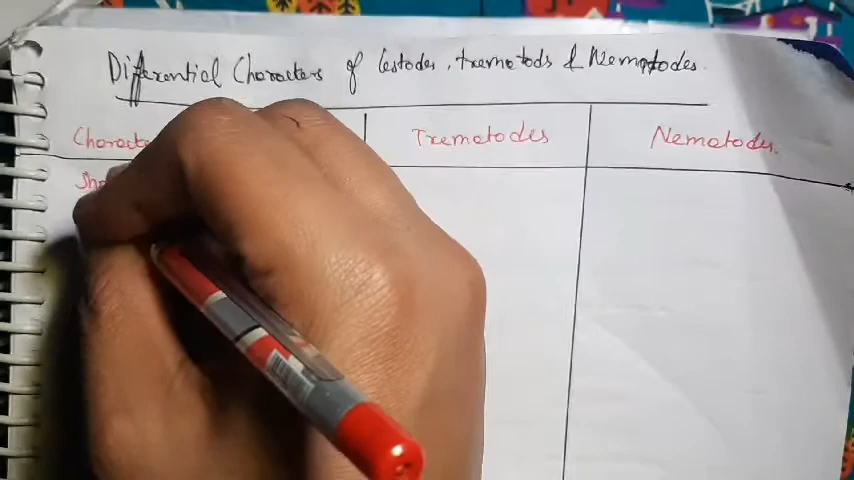 Differential Characters of Cestodes, trematods & Nematodes.
Trematodes Nematodes.